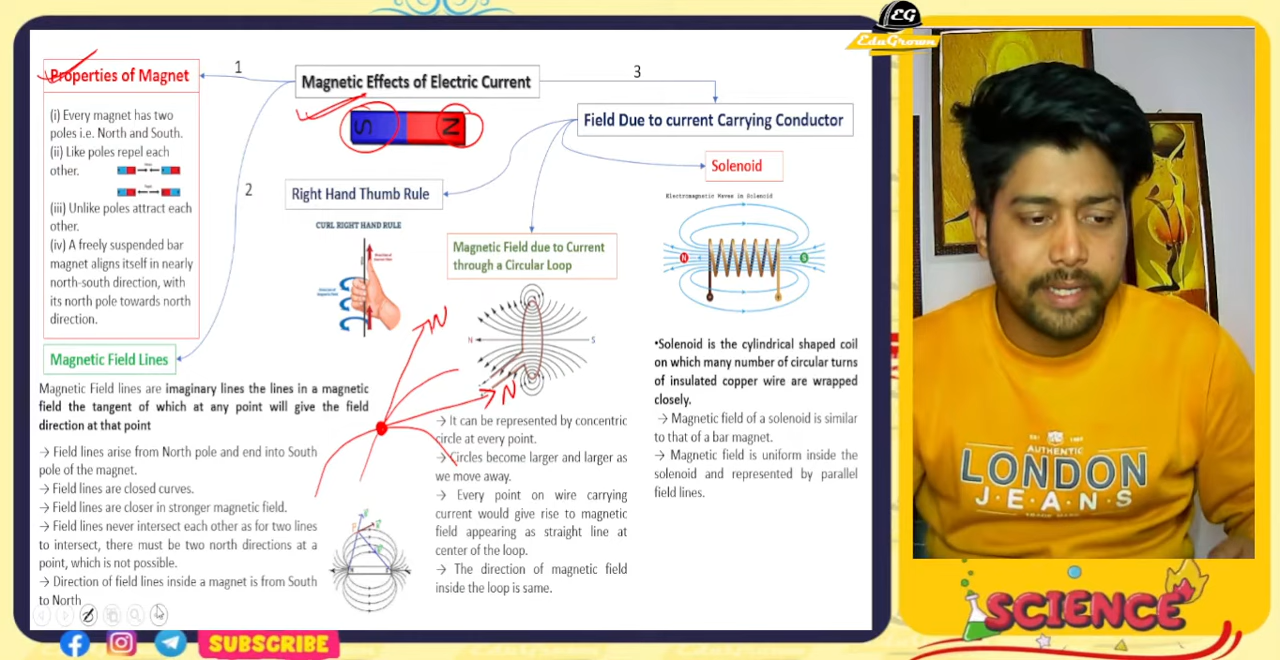 EG
EduGrown
1
Magnetic Effects of Electric Current
3
Properties of Magnet
(i) Every magnet has two
poles i.e. North and South.
(ii) Like poles repel each
other.
(iii) Unlike poles attract each
other.
(iv) A freely suspended bar
magnet aligns itself in nearly
north-south direction, with
its north pole towards north
direction.
S N
2
Field Due to current Carrying Conductor
Right Hand Thumb Rule
CURL RIGHT HAND RULE
Solenoid
Electromagnetic Waves in Solenoid
N S
Magnetic Field due to Current
through a Circular Loop
N S
N
N
Magnetic Field Lines
Magnetic Field lines are imaginary lines the lines in a magnetic
field the tangent of which at any point will give the field
direction at that point
→ Field lines arise from North pole and end into South
pole of the magnet.
→ Field lines are closed curves.
→ Field lines are closer in stronger magnetic field.
→ Field lines never intersect each other as for two lines
to intersect, there must be two north directions at a
point, which is not possible.
→ Direction of field lines inside a magnet is from South
to North
→ It can be represented by concentric
circle at every point.
→ Circles become larger and larger as
we move away.
→ Every point on wire carrying
current would give rise to magnetic
field appearing as straight line at
center of the loop.
→ The direction of magnetic field
inside the loop is same.
•Solenoid is the cylindrical shaped coil
on which many number of circular turns
of insulated copper wire are wrapped
closely.
→ Magnetic field of a solenoid is similar
to that of a bar magnet.
→ Magnetic field is uniform inside the
solenoid and represented by parallel
field lines.
AUTHENTIC
LONDON
J.E.A.N.S
SCIENCE
SUBSCRIBE